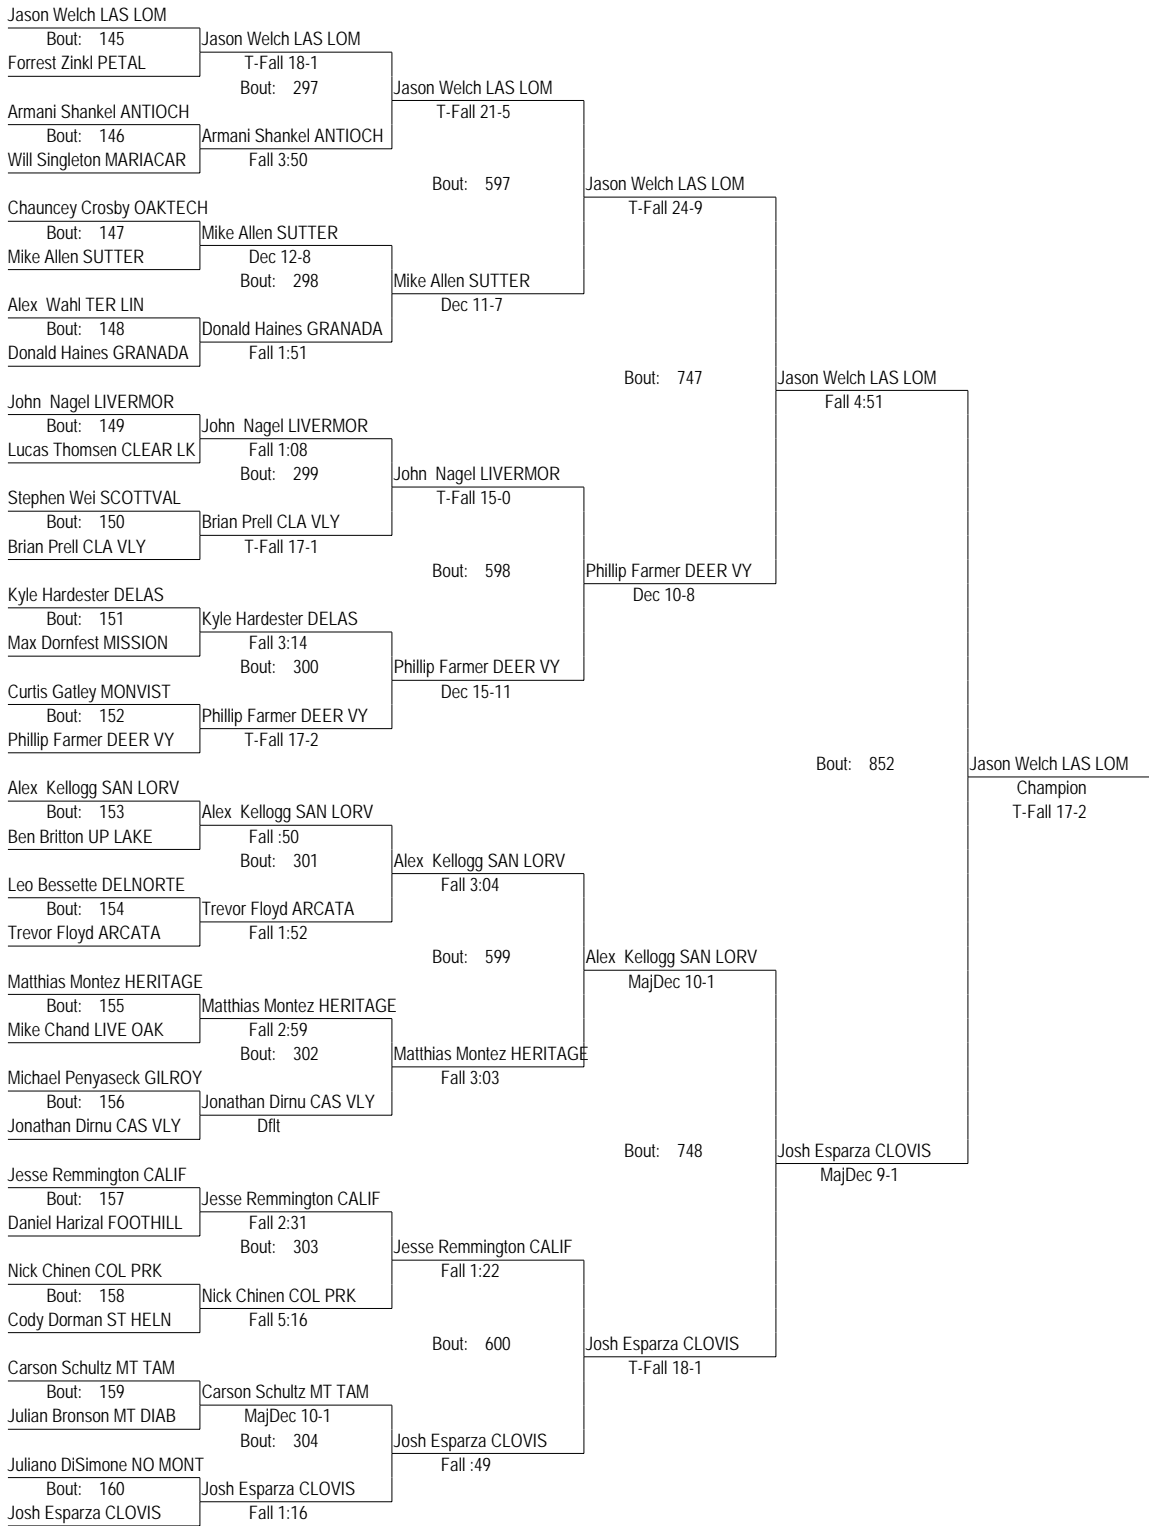 Jason Welch LAS LOM
Bout: 145
Jason Welch LAS LOM
Forrest Zinkl PETAL
T-Fall 18-1
Bout: 297
Jason Welch LAS LOM
Armani Shankel ANTIOCH
T-Fall 21-5
Bout: 146
Armani Shankel ANTIOCH
Will Singleton MARIACAR
Fall 3:50
Bout: 597
Jason Welch LAS LOM
Chauncey Crosby OAKTECH
T-Fall 24-9
Bout: 147
Mike Allen SUTTER
Mike Allen SUTTER
Dec 12-8
Bout: 298
Mike Allen SUTTER
Alex Wahl TER LIN
Dec 11-7
Bout: 148
Donald Haines GRANADA
Donald Haines GRANADA
Fall 1:51
Bout: 747
Jason Welch LAS LOM
John Nagel LIVERMOR
Fall 4:51
Bout: 149
John Nagel LIVERMOR
Lucas Thomsen CLEAR LK
Fall 1:08
Bout: 299
John Nagel LIVERMOR
Stephen Wei SCOTTVAL
T-Fall 15-0
Bout: 150
Brian Prell CLA VLY
Brian Prell CLA VLY
T-Fall 17-1
Bout: 598
Phillip Farmer DEER VY
Kyle Hardester DELAS
Dec 10-8
Bout: 151
Kyle Hardester DELAS
Max Dornfest MISSION
Fall 3:14
Bout: 300
Phillip Farmer DEER VY
Curtis Gatley MONVIST
Dec 15-11
Bout: 152
Phillip Farmer DEER VY
Phillip Farmer DEER VY
T-Fall 17-2
Bout: 852
Jason Welch LAS LOM
Alex Kellogg SAN LORV
Champion
Bout: 153
Alex Kellogg SAN LORV
T-Fall 17-2
Ben Britton UP LAKE
Fall :50
Bout: 301
Alex Kellogg SAN LORV
Leo Bessette DELNORTE
Fall 3:04
Bout: 154
Trevor Floyd ARCATA
Trevor Floyd ARCATA
Fall 1:52
Bout: 599
Alex Kellogg SAN LORV
Matthias Montez HERITAGE
MajDec 10-1
Bout: 155
Matthias Montez HERITAGE
Mike Chand LIVE OAK
Fall 2:59
Bout: 302
Matthias Montez HERITAGE
Michael Penyaseck GILROY
Fall 3:03
Bout: 156
Jonathan Dirnu CAS VLY
Jonathan Dirnu CAS VLY
Dflt
Bout: 748
Josh Esparza CLOVIS
Jesse Remmington CALIF
MajDec 9-1
Bout: 157
Jesse Remmington CALIF
Daniel Harizal FOOTHILL
Fall 2:31
Bout: 303
Jesse Remmington CALIF
Nick Chinen COL PRK
Fall 1:22
Bout: 158
Nick Chinen COL PRK
Cody Dorman ST HELN
Fall 5:16
Bout: 600
Josh Esparza CLOVIS
Carson Schultz MT TAM
T-Fall 18-1
Bout: 159
Carson Schultz MT TAM
Julian Bronson MT DIAB
MajDec 10-1
Bout: 304
Josh Esparza CLOVIS
Juliano DiSimone NO MONT
Fall :49
Bout: 160
Josh Esparza CLOVIS
Josh Esparza CLOVIS
Fall 1:16